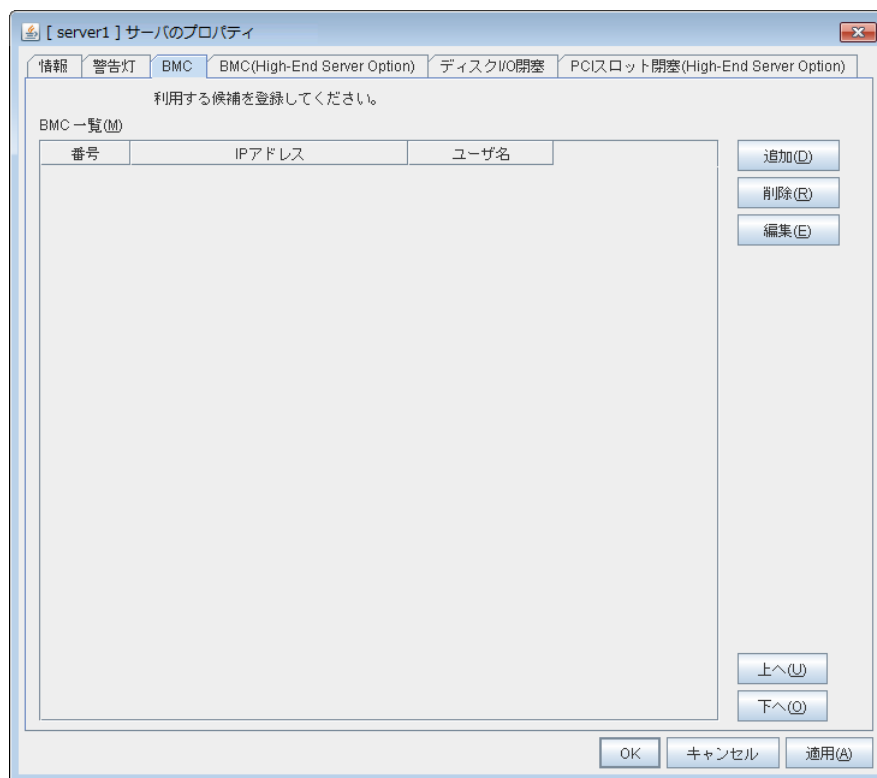 [ server1 ] サーバのプロパティ
情報 警告灯 BMC BMC(High-End Server Option) ディスクI/O閉塞 PCIスロット閉塞(High-End Server Option)
利用する候補を登録してください。
BMC 一覧(M)
番号 IPアドレス ユーザ名
追加(D)
削除(R)
編集(E)
上へ(U)
下へ(O)
OK キャンセル 適用(A)